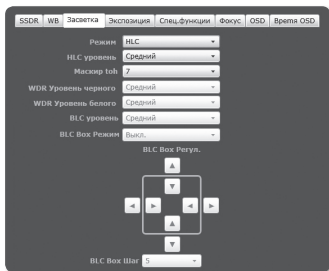 SSDR WB Засветка Экспозиция Спец.функции Фокус OSD Время OSD
Режим HLC
HLC уровень Средний
Маскир toh 7
WDR Уровень черного Средний
WDR Уровень белого Средний
BLC уровень Средний
BLC Box Режим Выкл.
BLC Box Регул.
BLC Box Шаг 5